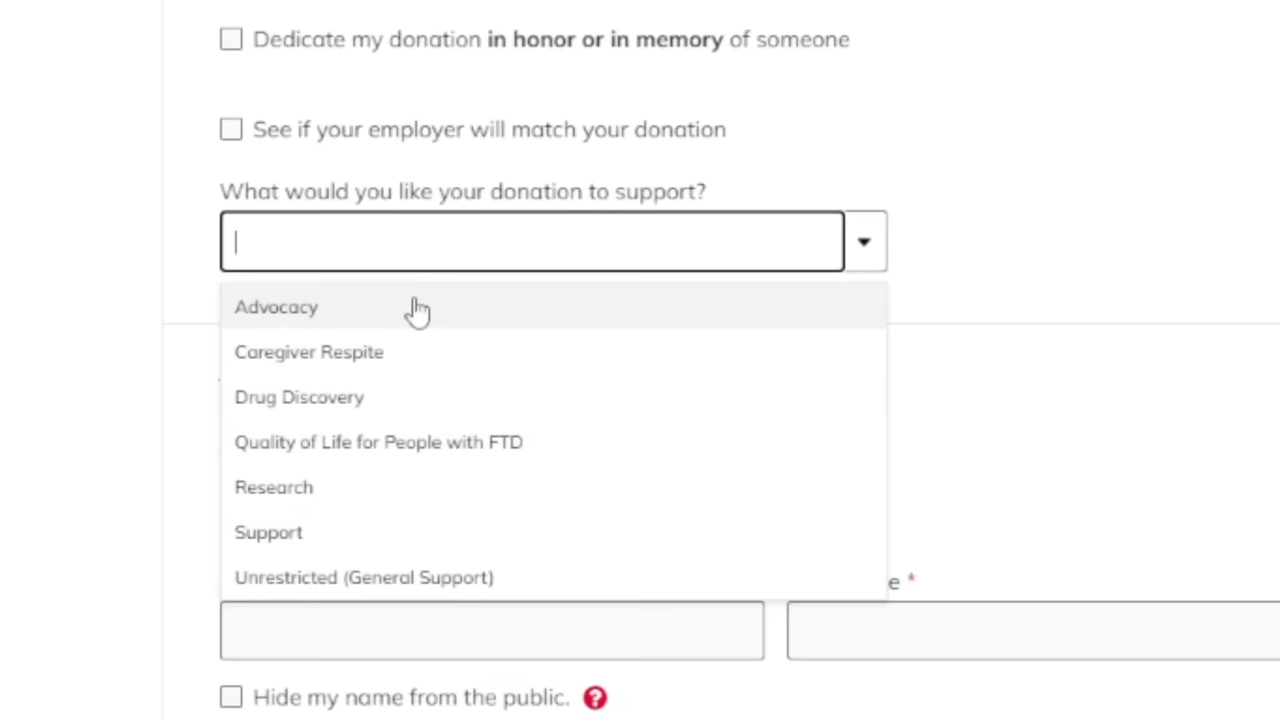 Dedicate my donation in honor or in memory of someone
See if your employer will match your donation
What would you like your donation to support?
Advocacy
Caregiver Respite
Drug Discovery
Quality of Life for People with FTD
Research
Support
Unrestricted (General Support)
e *
Hide my name from the public. ?